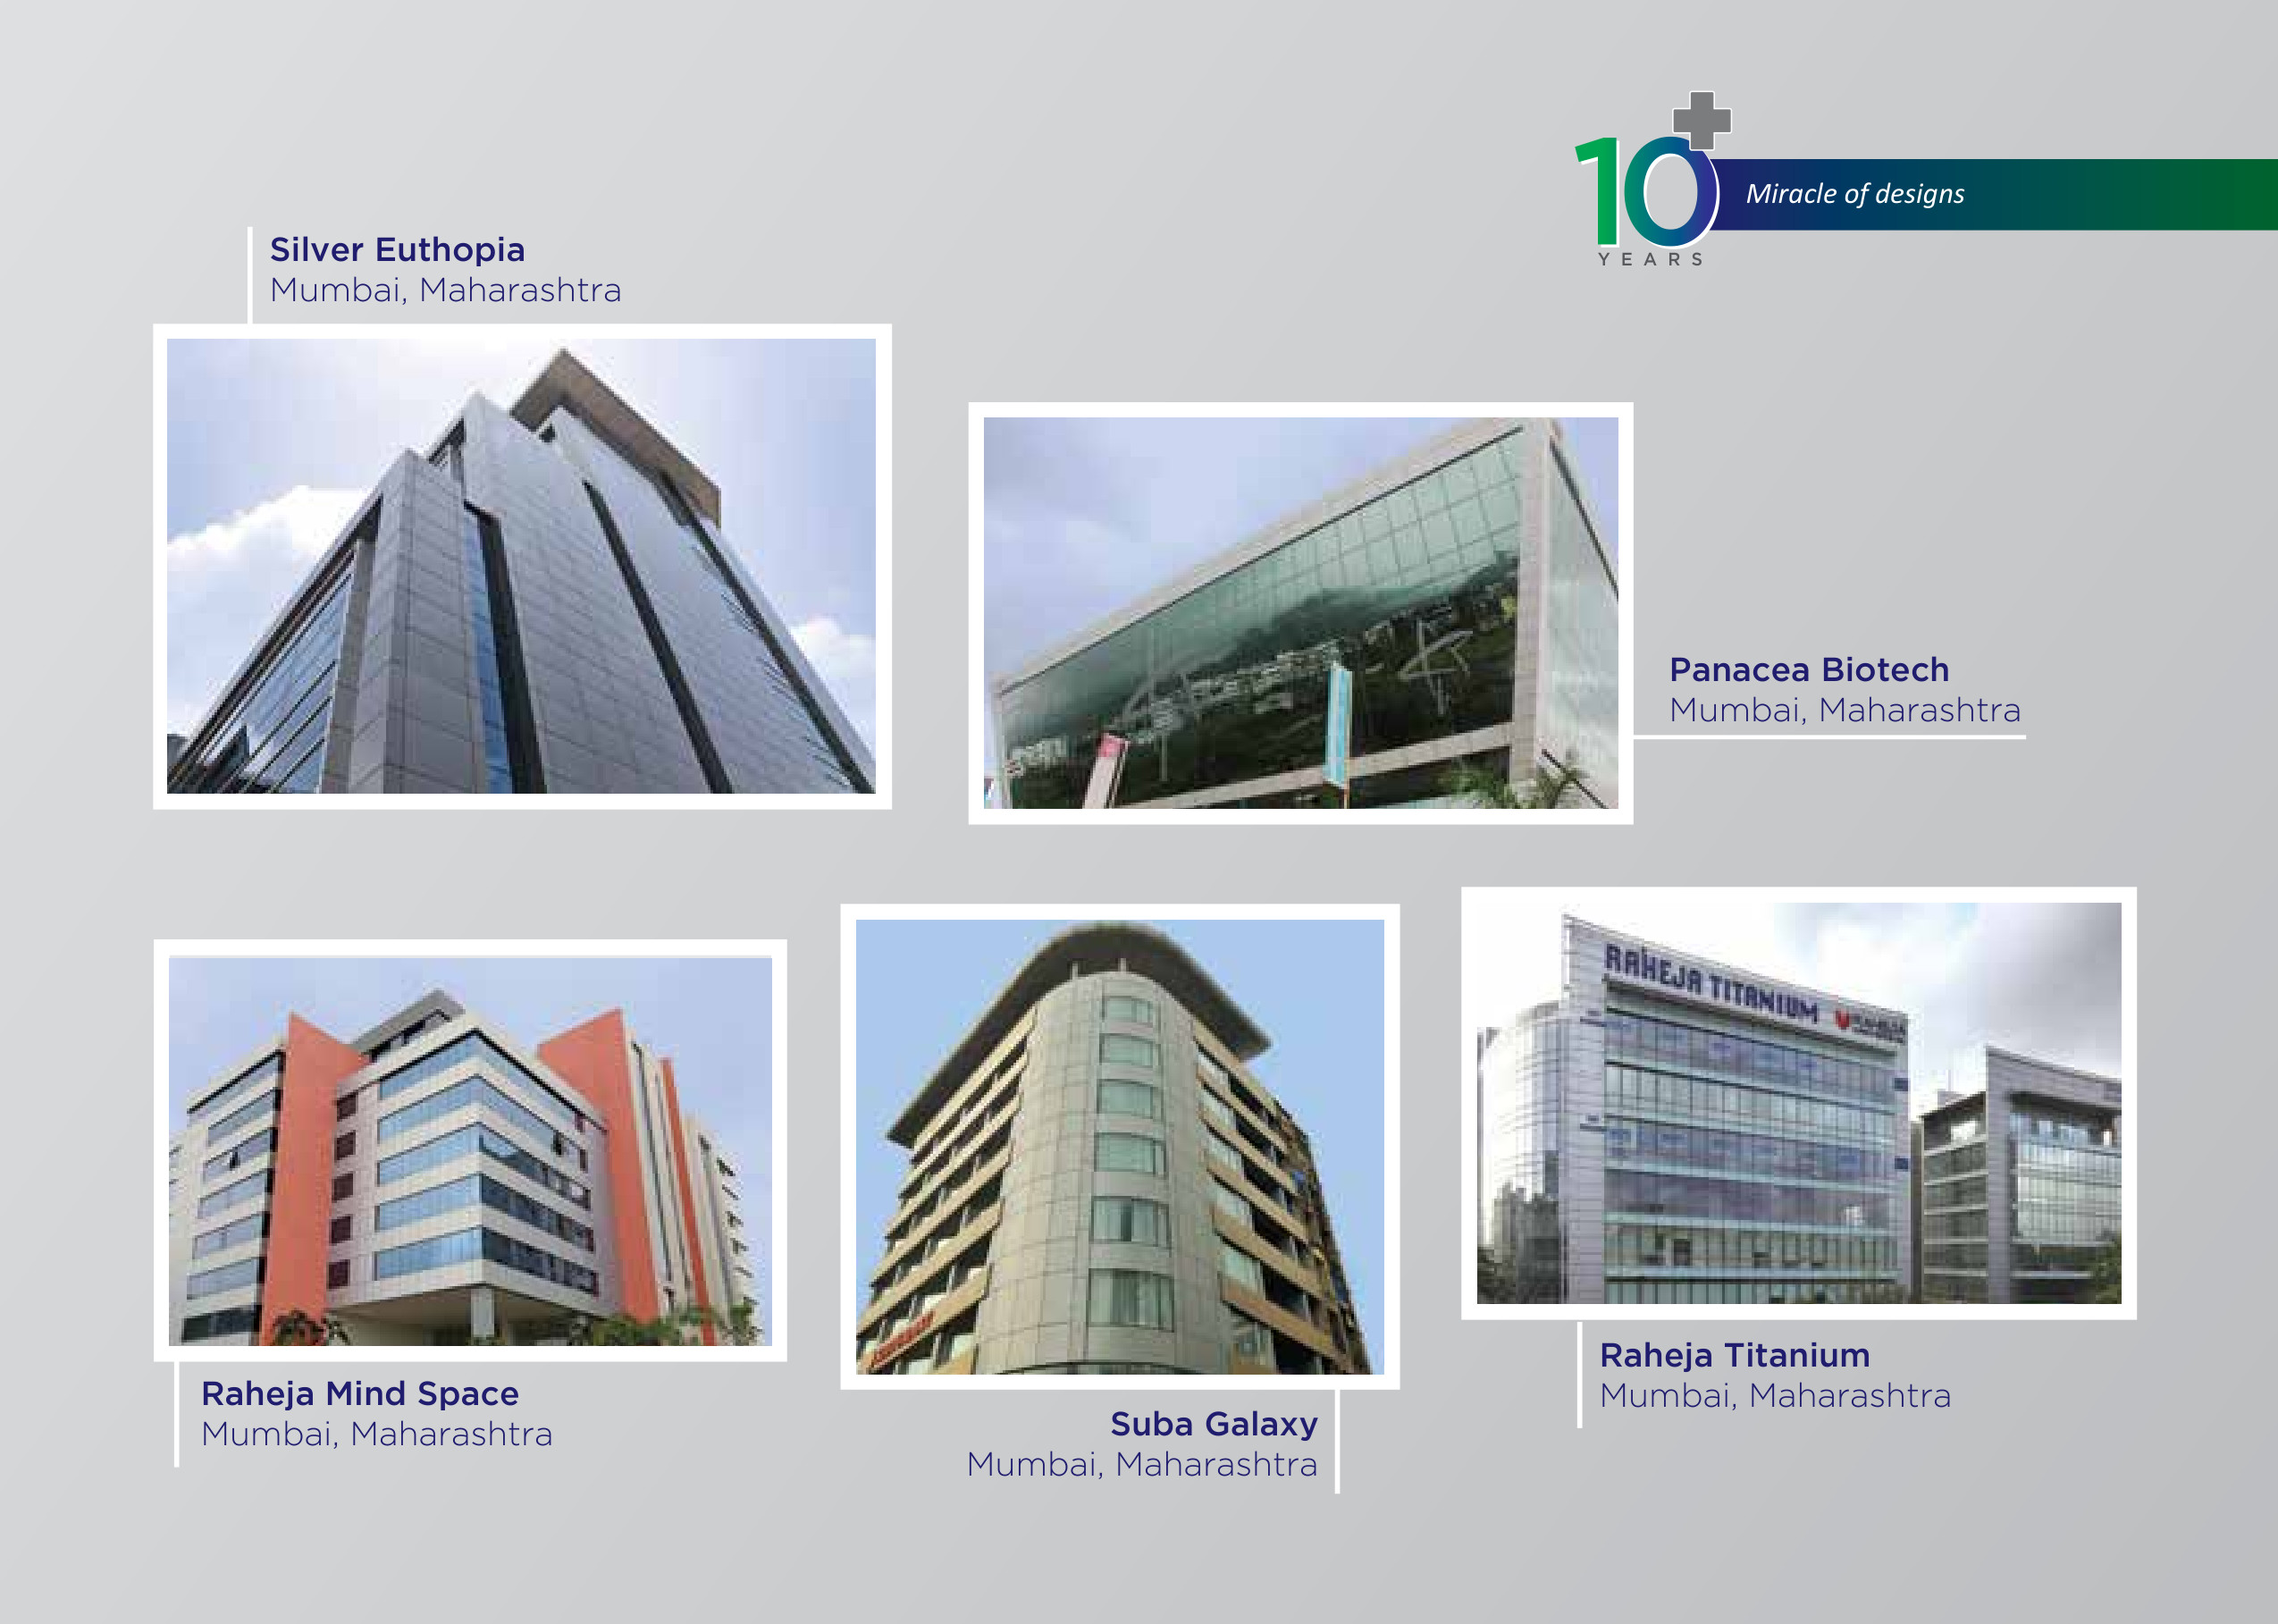 10+
YEARS
Miracle of designs
Silver Euthopia
Mumbai, Maharashtra
Panacea Biotech
Mumbai, Maharashtra
RAHEJA TITANIUM
Raheja Mind Space
Mumbai, Maharashtra
Suba Galaxy
Mumbai, Maharashtra
Raheja Titanium
Mumbai, Maharashtra